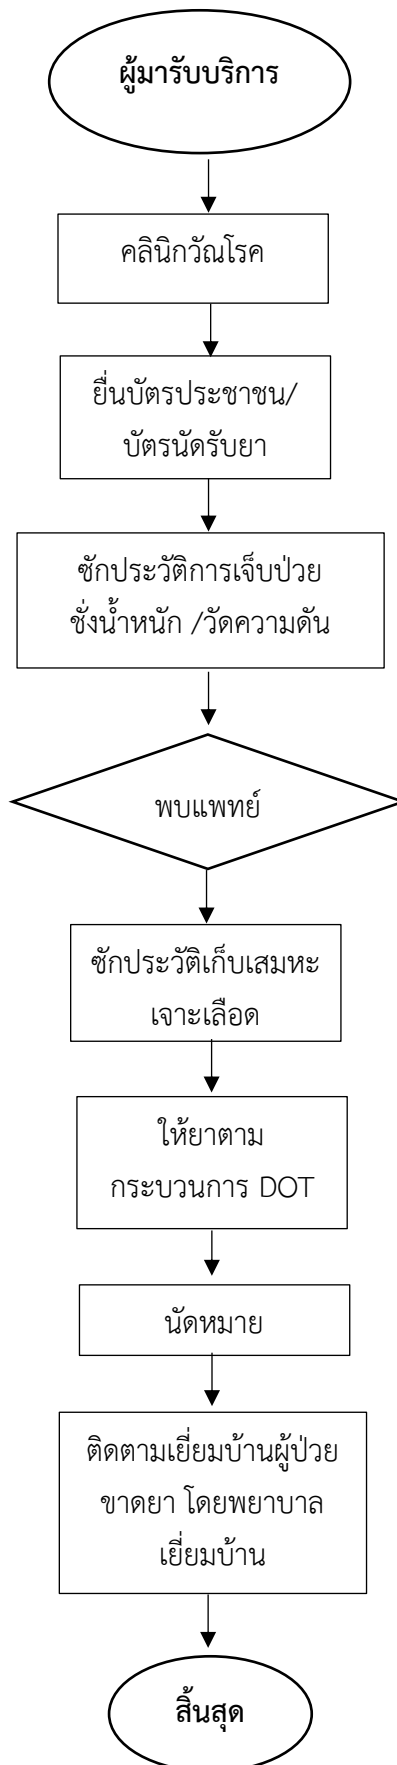 ผู้มารับบริการ
คลินิกวัณโรค
ยื่นบัตรประชาชน/
บัตรนัดรับยา
ซักประวัติการเจ็บป่วย
ชั่งน้ำหนัก /วัดความดัน
พบแพทย์
ซักประวัติเก็บเสมหะ
เจาะเลือด
ให้ยาตาม
กระบวนการ DOT
นัดหมาย
ติดตามเยี่ยมบ้านผู้ป่วย
ขาดยา โดยพยาบาล
เยี่ยมบ้าน
สิ้นสุด